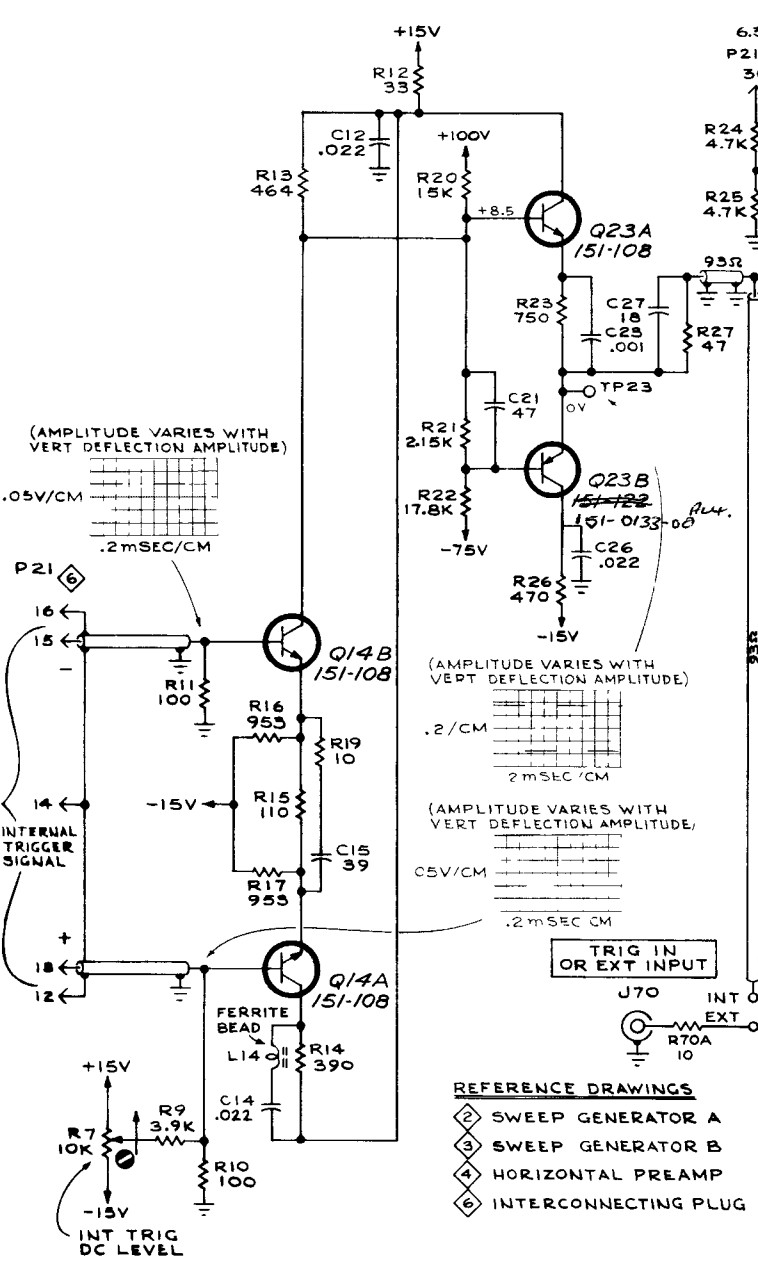 +15V
R12
33
6.3
P21
C12
.022
+100V
R24
4.7K
R13
464
R20
15K
+8.5
R25
4.7K
Q23A
151-108
93Ω
R23
750
C27
18
C23
.001
R27
47
TP23
0V
C21
47
R21
2.15K
(AMPLITUDE VARIES WITH
VERT DEFLECTION AMPLITUDE)
.05V/CM
.2mSEC/CM
R22
17.8K
Q23B
151-122
151-0133-00
-75V
C26
.022
R26
470
-15V
P21 6
16
15
−
Q14B
151-108
R11
100
(AMPLITUDE VARIES WITH
VERT DEFLECTION AMPLITUDE)
.2/CM
2mSEC/CM
93Ω
R16
953
R19
10
14
-15V
R15
110
INTERNAL
TRIGGER
SIGNAL
C15
39
R17
953
(AMPLITUDE VARIES WITH
VERT DEFLECTION AMPLITUDE,
05V/CM
.2mSEC CM
+
18
12
Q14A
151-108
TRIG IN
OR EXT INPUT
J70
INT
EXT
R70A
10
FERRITE
BEAD
L14
R14
390
C14
.022
+15V
R9
3.9K
R7
10K
R10
100
-15V
INT TRIG
DC LEVEL
REFERENCE DRAWINGS
2 SWEEP GENERATOR A
3 SWEEP GENERATOR B
4 HORIZONTAL PREAMP
6 INTERCONNECTING PLUG